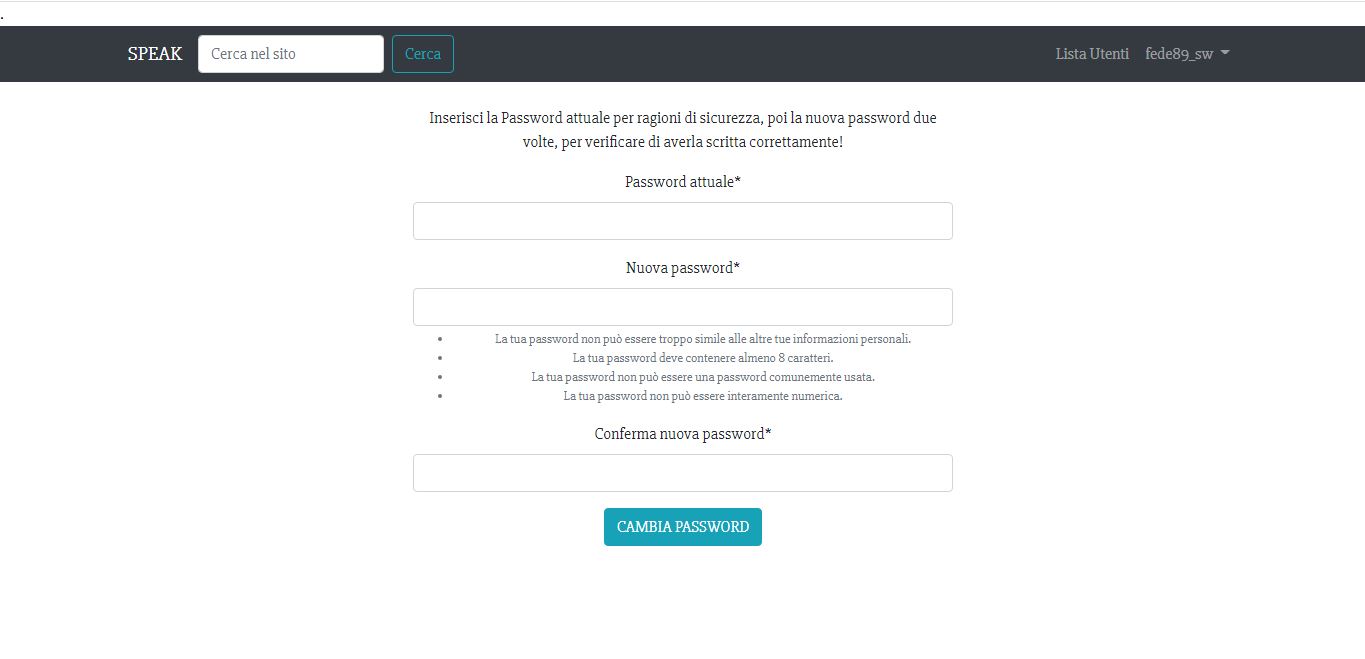 .
SPEAK Cerca nel sito Cerca Lista Utenti fede89_sw
Inserisci la Password attuale per ragioni di sicurezza, poi la nuova password due
volte, per verificare di averla scritta correttamente!
Password attuale*
Nuova password*
• La tua password non può essere troppo simile alle altre tue informazioni personali.
• La tua password deve contenere almeno 8 caratteri.
• La tua password non può essere una password comunemente usata.
• La tua password non può essere interamente numerica.
Conferma nuova password*
CAMBIA PASSWORD